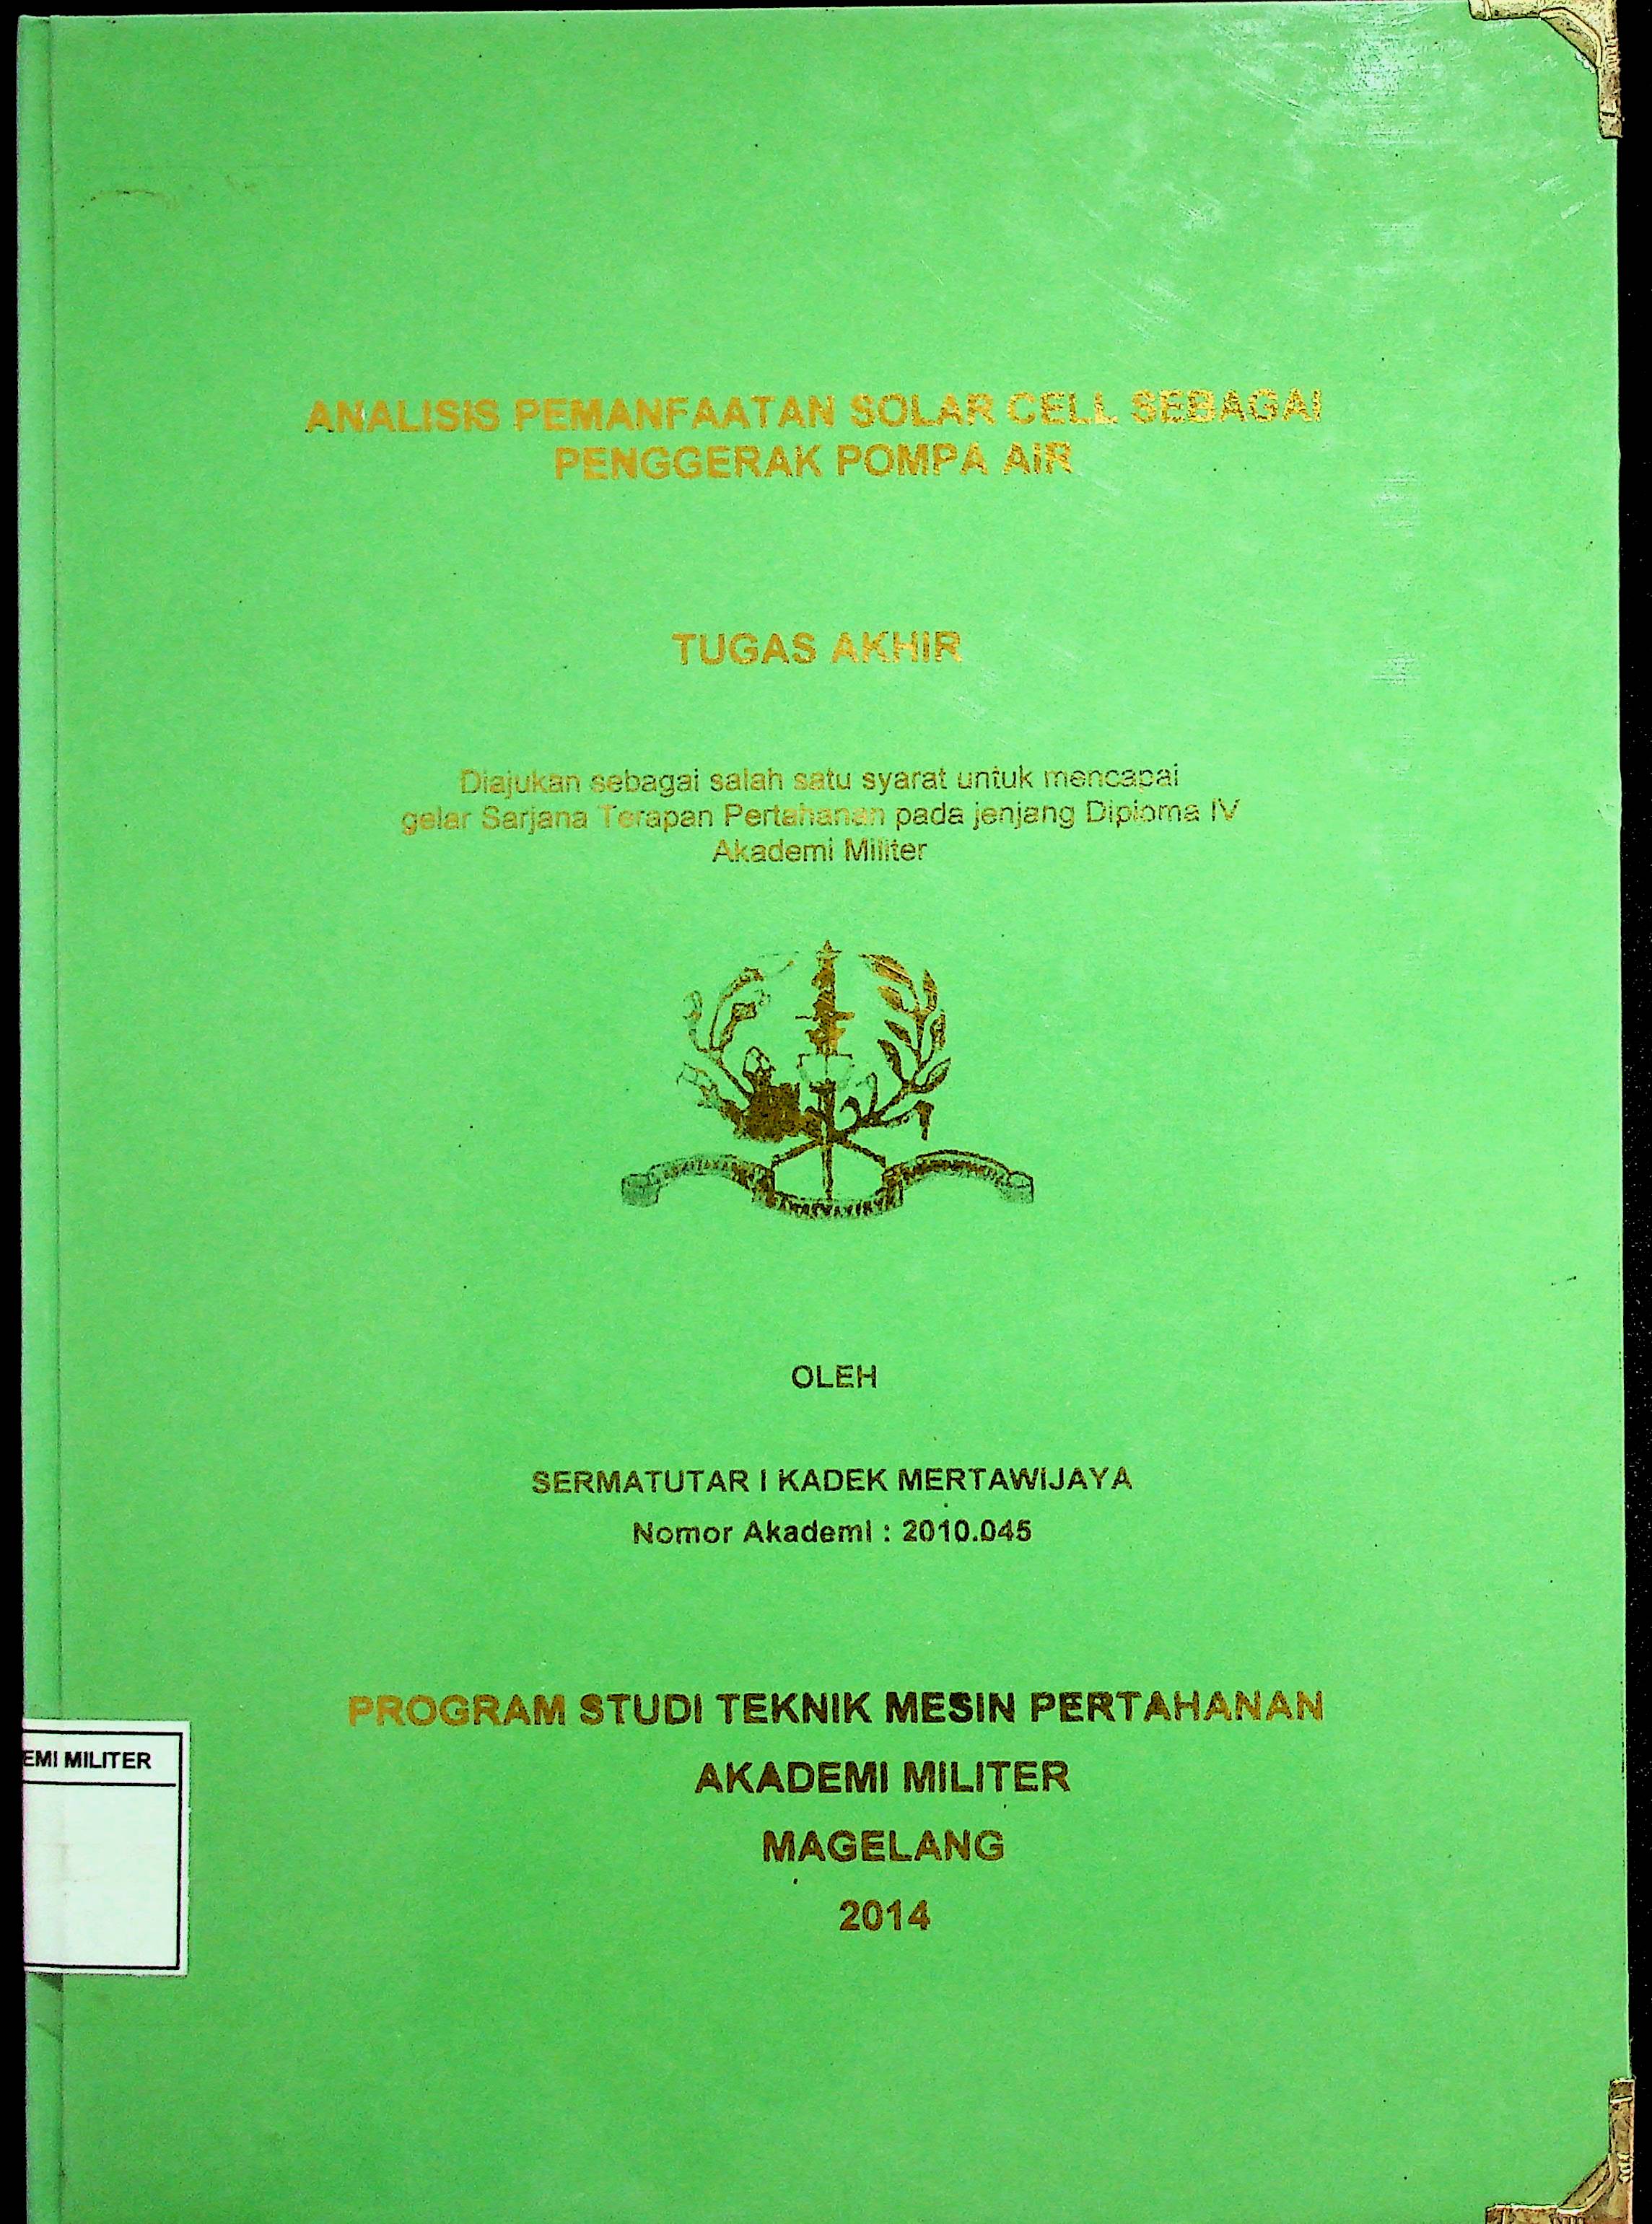 ANALISIS PEMANFAATAN SOLAR CELL SEBAGAI
PENGGERAK POMPA AIR
TUGAS AKHIR
Diajukan sebagai salah satu syarat untuk mencapai
gelar Sarjana Terapan Pertahanan pada jenjang Diploma IV
Akademi Militer
OLEH
SERMATUTAR I KADEK MERTAWIJAYA
Nomor Akademi : 2010.045
PROGRAM STUDI TEKNIK MESIN PERTAHANAN
AKADEMI MILITER
MAGELANG
2014
EMI MILITER